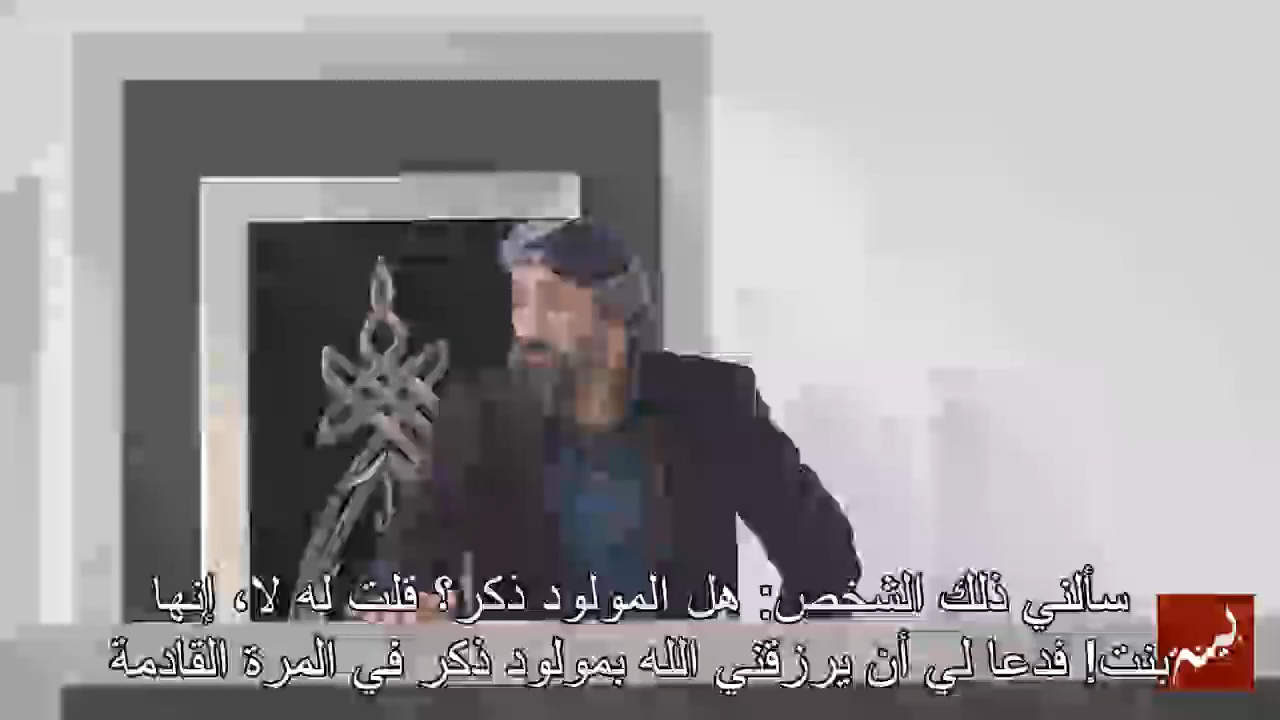 سألني ذلك الشخص: هل المولود ذكر؟ قلت له لا، إنها
بنت! فدعا لي أن يرزقني الله بمولود ذكر في المرة القادمة